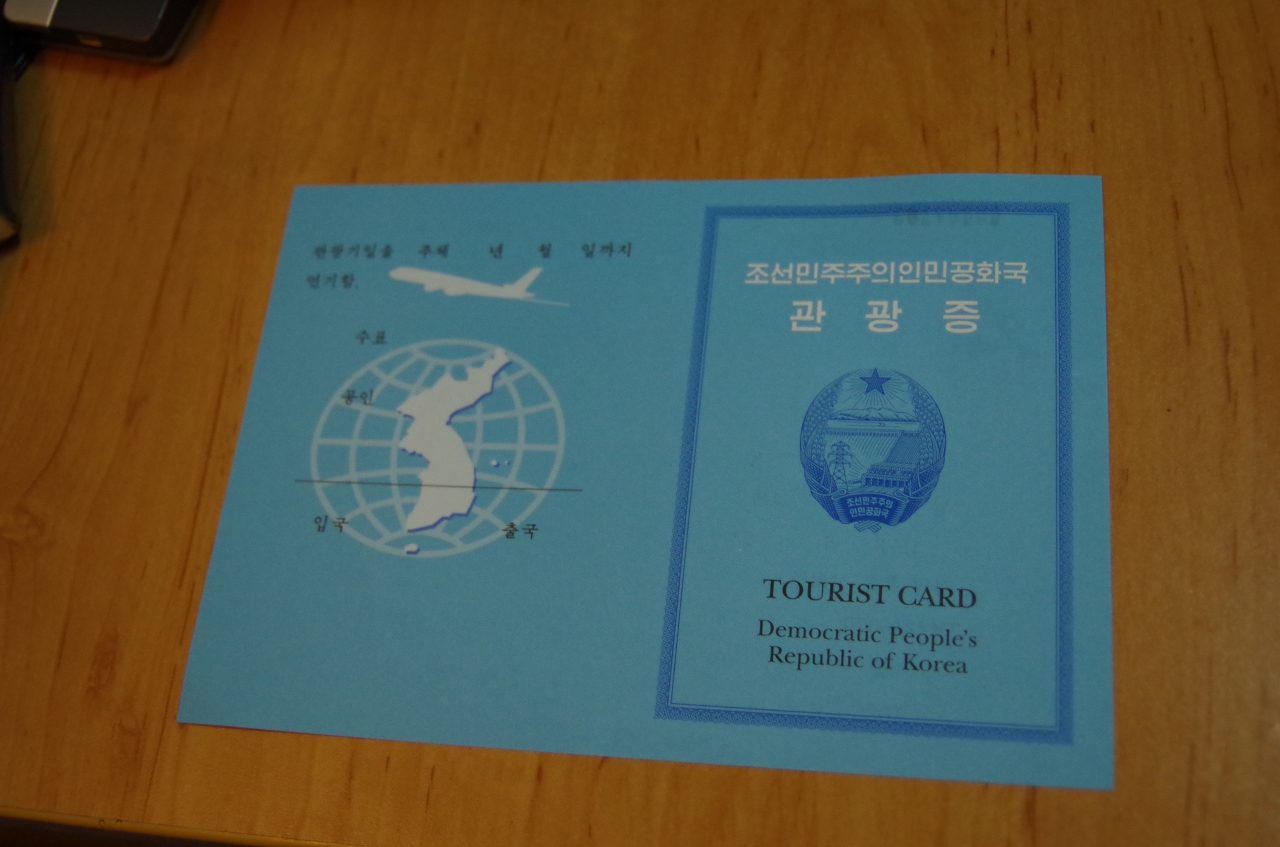 관광기일을 주체 년 월 일까지
연기함.
수표
공인
입국 출국
조선민주주의인민공화국
관 광 증
조선민주주의
인민공화국
TOURIST CARD
Democratic People's
Republic of Korea